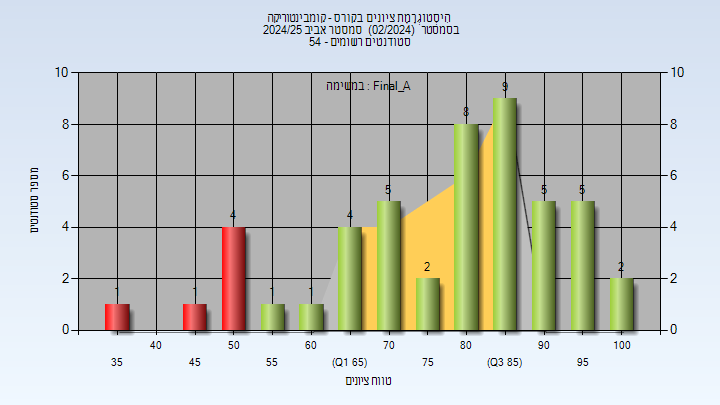 היסטוגרמת ציונים בקורס - קומבינטוריקה
בסמסטר (02/2024) סמסטר אביב 2024/25
סטודנטים רשומים - 54
במשימה : Final_A
מספר סטודנטים
10 8 6 4 2 0
10 8 6 4 2 0
1 1 4 1 1 4 5 2 8 9 5 5 2
40 50 60 70 80 90 100
35 45 55 (Q1 65) 75 (Q3 85) 95
טווח ציונים